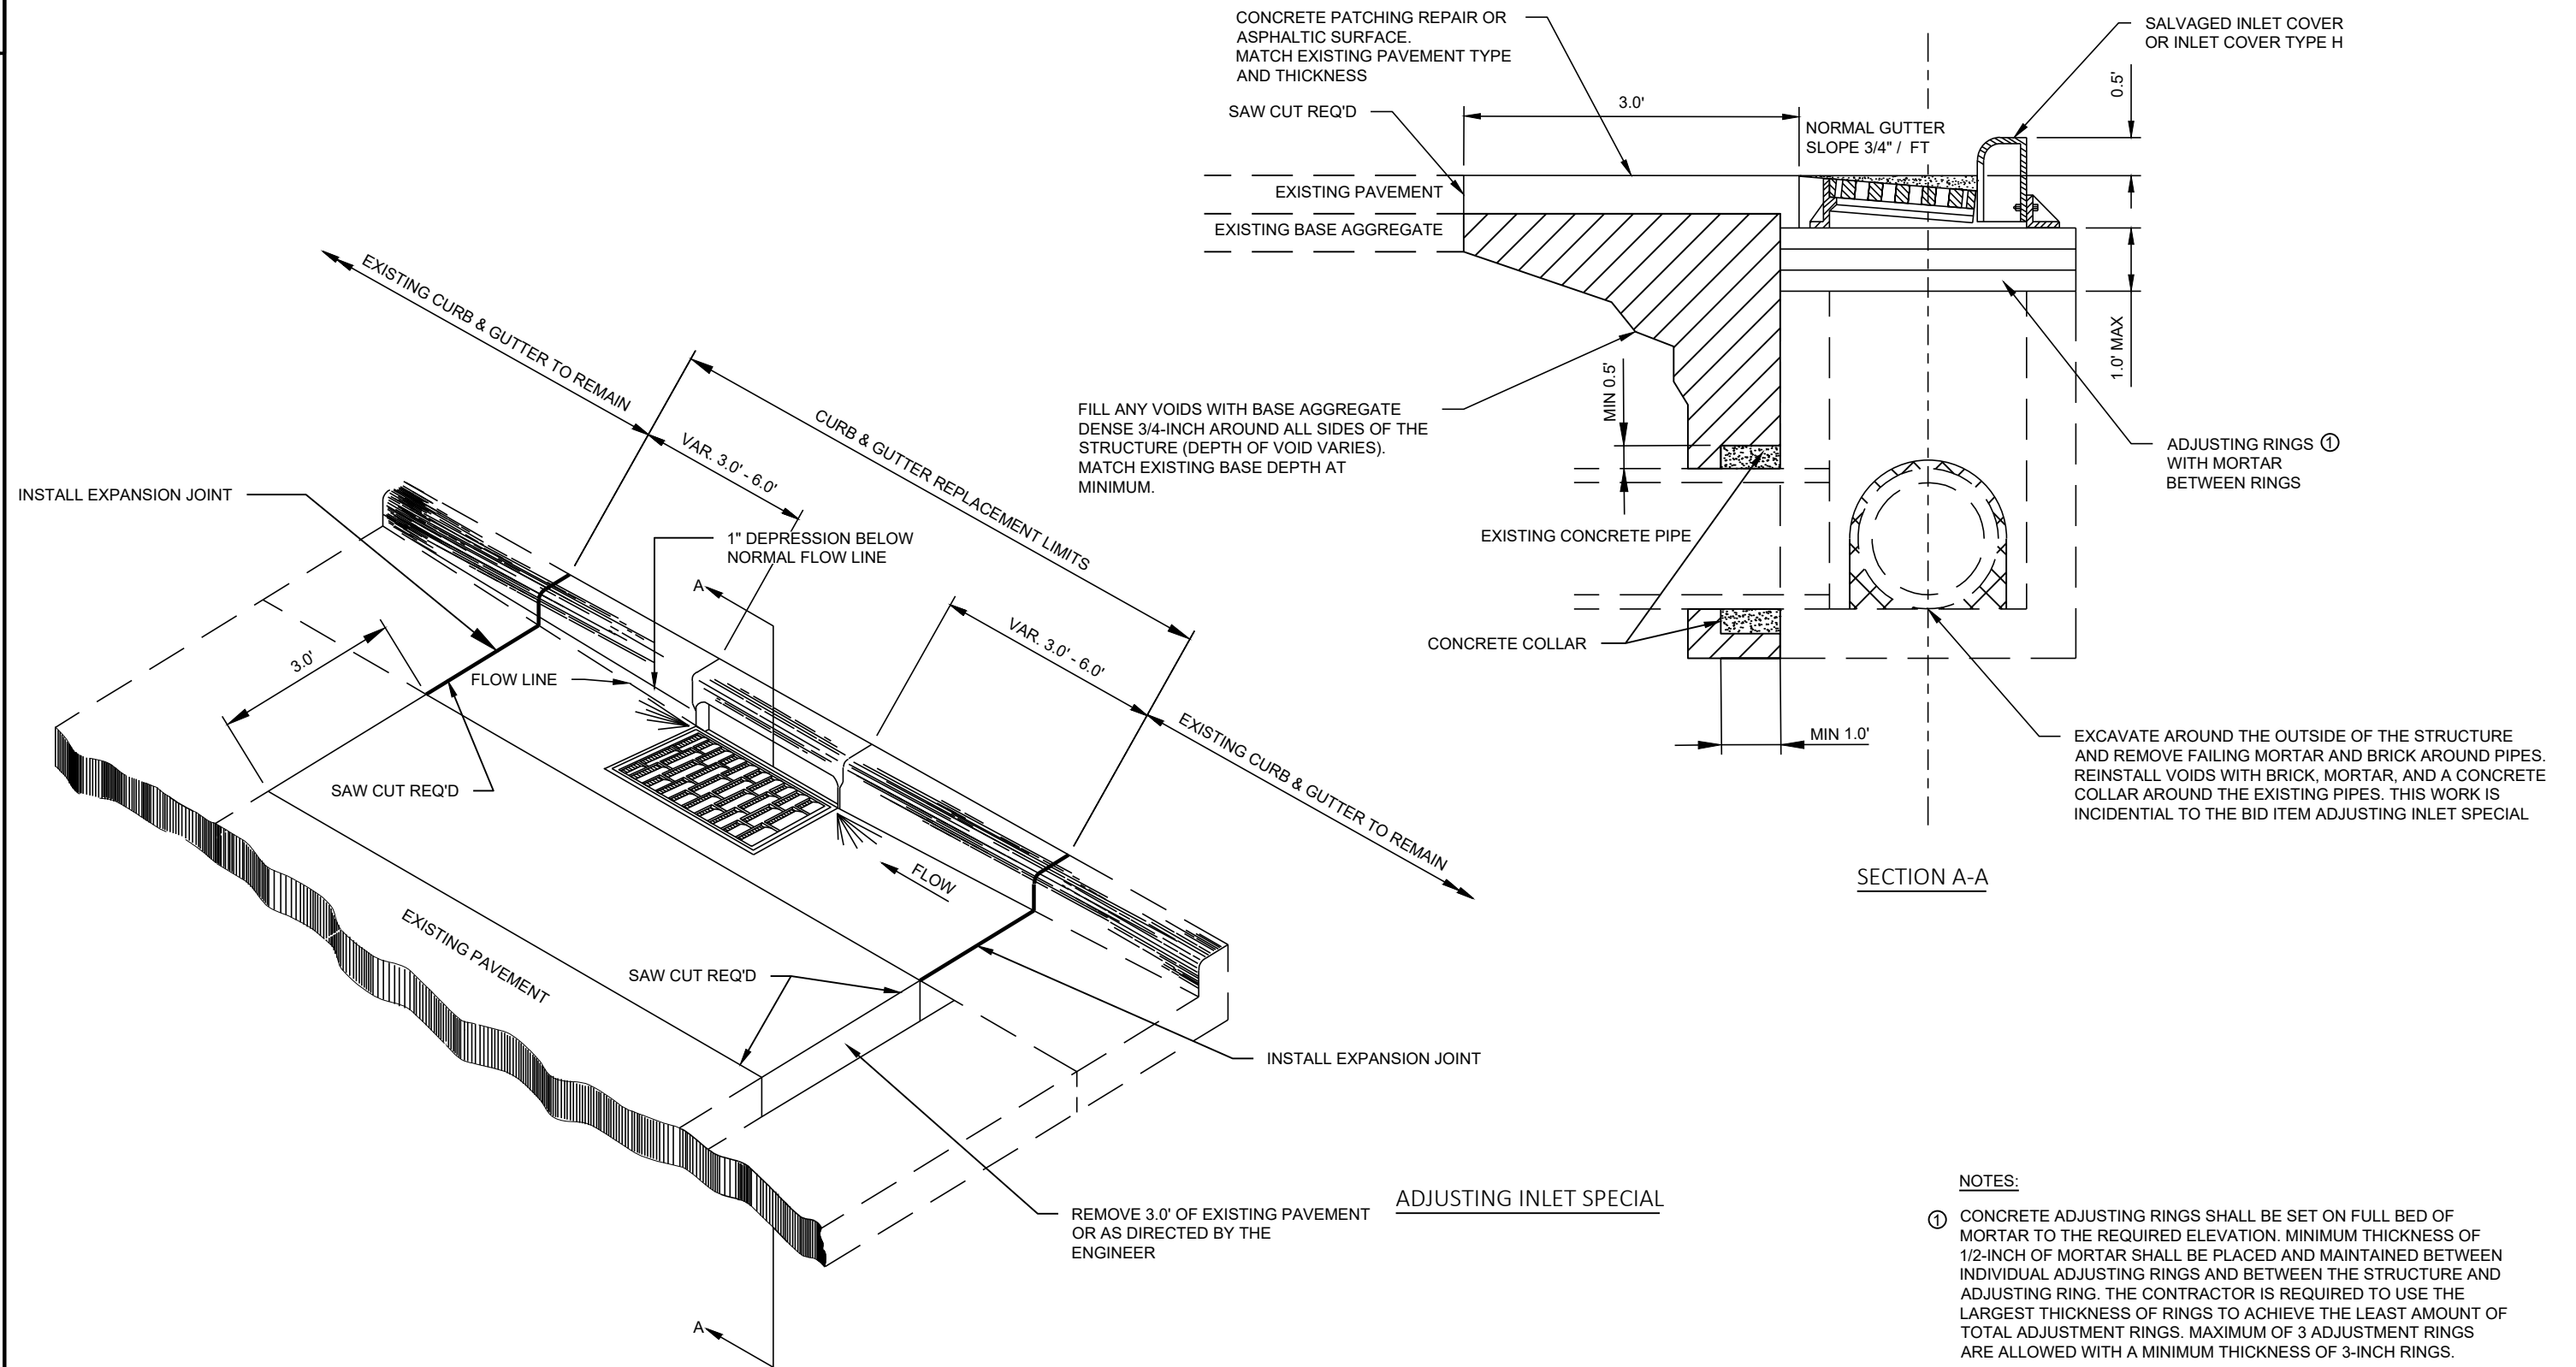 CONCRETE PATCHING REPAIR OR
ASPHALTIC SURFACE.
MATCH EXISTING PAVEMENT TYPE
AND THICKNESS
SAW CUT REQ'D
3.0'
NORMAL GUTTER
SLOPE 3/4" / FT
SALVAGED INLET COVER
OR INLET COVER TYPE H
0.5'
EXISTING PAVEMENT
EXISTING BASE AGGREGATE
1.0' MAX
MIN 0.5'
FILL ANY VOIDS WITH BASE AGGREGATE
DENSE 3/4-INCH AROUND ALL SIDES OF THE
STRUCTURE (DEPTH OF VOID VARIES).
MATCH EXISTING BASE DEPTH AT
MINIMUM.
ADJUSTING RINGS ①
WITH MORTAR
BETWEEN RINGS
EXISTING CONCRETE PIPE
CONCRETE COLLAR
MIN 1.0'
EXCAVATE AROUND THE OUTSIDE OF THE STRUCTURE
AND REMOVE FAILING MORTAR AND BRICK AROUND PIPES.
REINSTALL VOIDS WITH BRICK, MORTAR, AND A CONCRETE
COLLAR AROUND THE EXISTING PIPES. THIS WORK IS
INCIDENTIAL TO THE BID ITEM ADJUSTING INLET SPECIAL
SECTION A-A
EXISTING CURB & GUTTER TO REMAIN
VAR. 3.0' - 6.0'
CURB & GUTTER REPLACEMENT LIMITS
INSTALL EXPANSION JOINT
1" DEPRESSION BELOW
NORMAL FLOW LINE
A
3.0'
FLOW LINE
VAR. 3.0' - 6.0'
EXISTING CURB & GUTTER TO REMAIN
SAW CUT REQ'D
FLOW
EXISTING PAVEMENT
SAW CUT REQ'D
INSTALL EXPANSION JOINT
REMOVE 3.0' OF EXISTING PAVEMENT
OR AS DIRECTED BY THE
ENGINEER
A
ADJUSTING INLET SPECIAL
NOTES:
① CONCRETE ADJUSTING RINGS SHALL BE SET ON FULL BED OF
MORTAR TO THE REQUIRED ELEVATION. MINIMUM THICKNESS OF
1/2-INCH OF MORTAR SHALL BE PLACED AND MAINTAINED BETWEEN
INDIVIDUAL ADJUSTING RINGS AND BETWEEN THE STRUCTURE AND
ADJUSTING RING. THE CONTRACTOR IS REQUIRED TO USE THE
LARGEST THICKNESS OF RINGS TO ACHIEVE THE LEAST AMOUNT OF
TOTAL ADJUSTMENT RINGS. MAXIMUM OF 3 ADJUSTMENT RINGS
ARE ALLOWED WITH A MINIMUM THICKNESS OF 3-INCH RINGS.